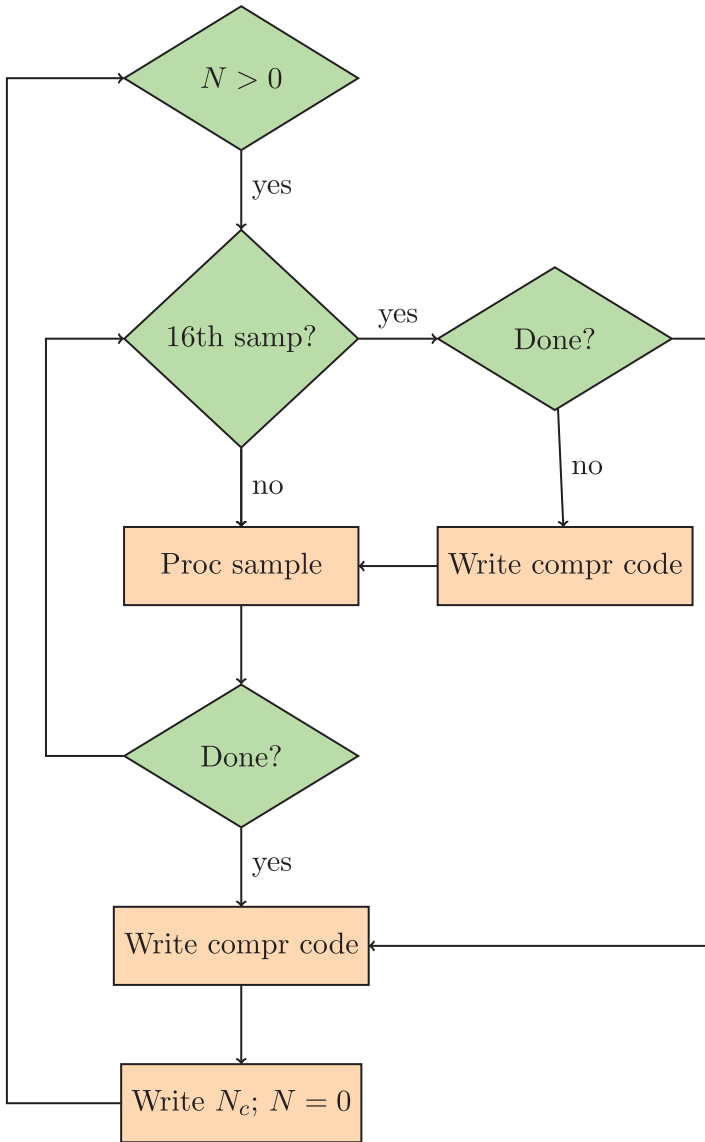 N > 0
yes
16th samp?
yes
Done?
no
no
Proc sample
Write compr code
Done?
yes
Write compr code
Write N_c; N = 0